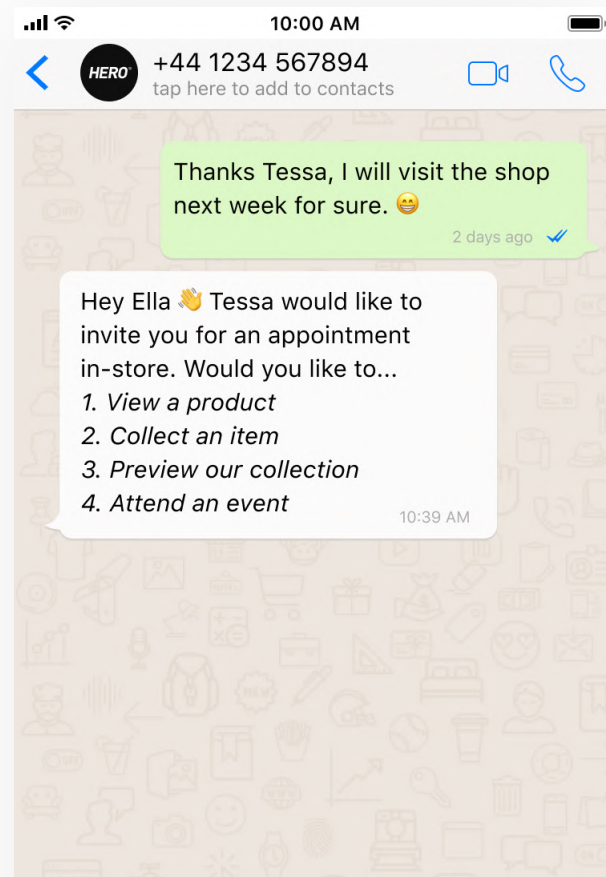 10:00 AM
HERO
+44 1234 567894
tap here to add to contacts
Thanks Tessa, I will visit the shop
next week for sure. 😁
2 days ago
Hey Ella 👋 Tessa would like to
invite you for an appointment
in-store. Would you like to...
1. View a product
2. Collect an item
3. Preview our collection
4. Attend an event
10:39 AM
NEW